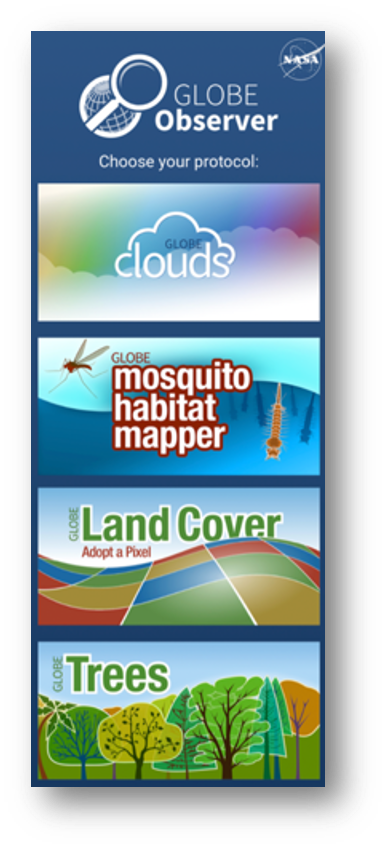 NASA
GLOBE
Observer
Choose your protocol:
GLOBE
clouds
GLOBE
mosquito
habitat
mapper
GLOBE
Land Cover
Adopt a Pixel
GLOBE
Trees